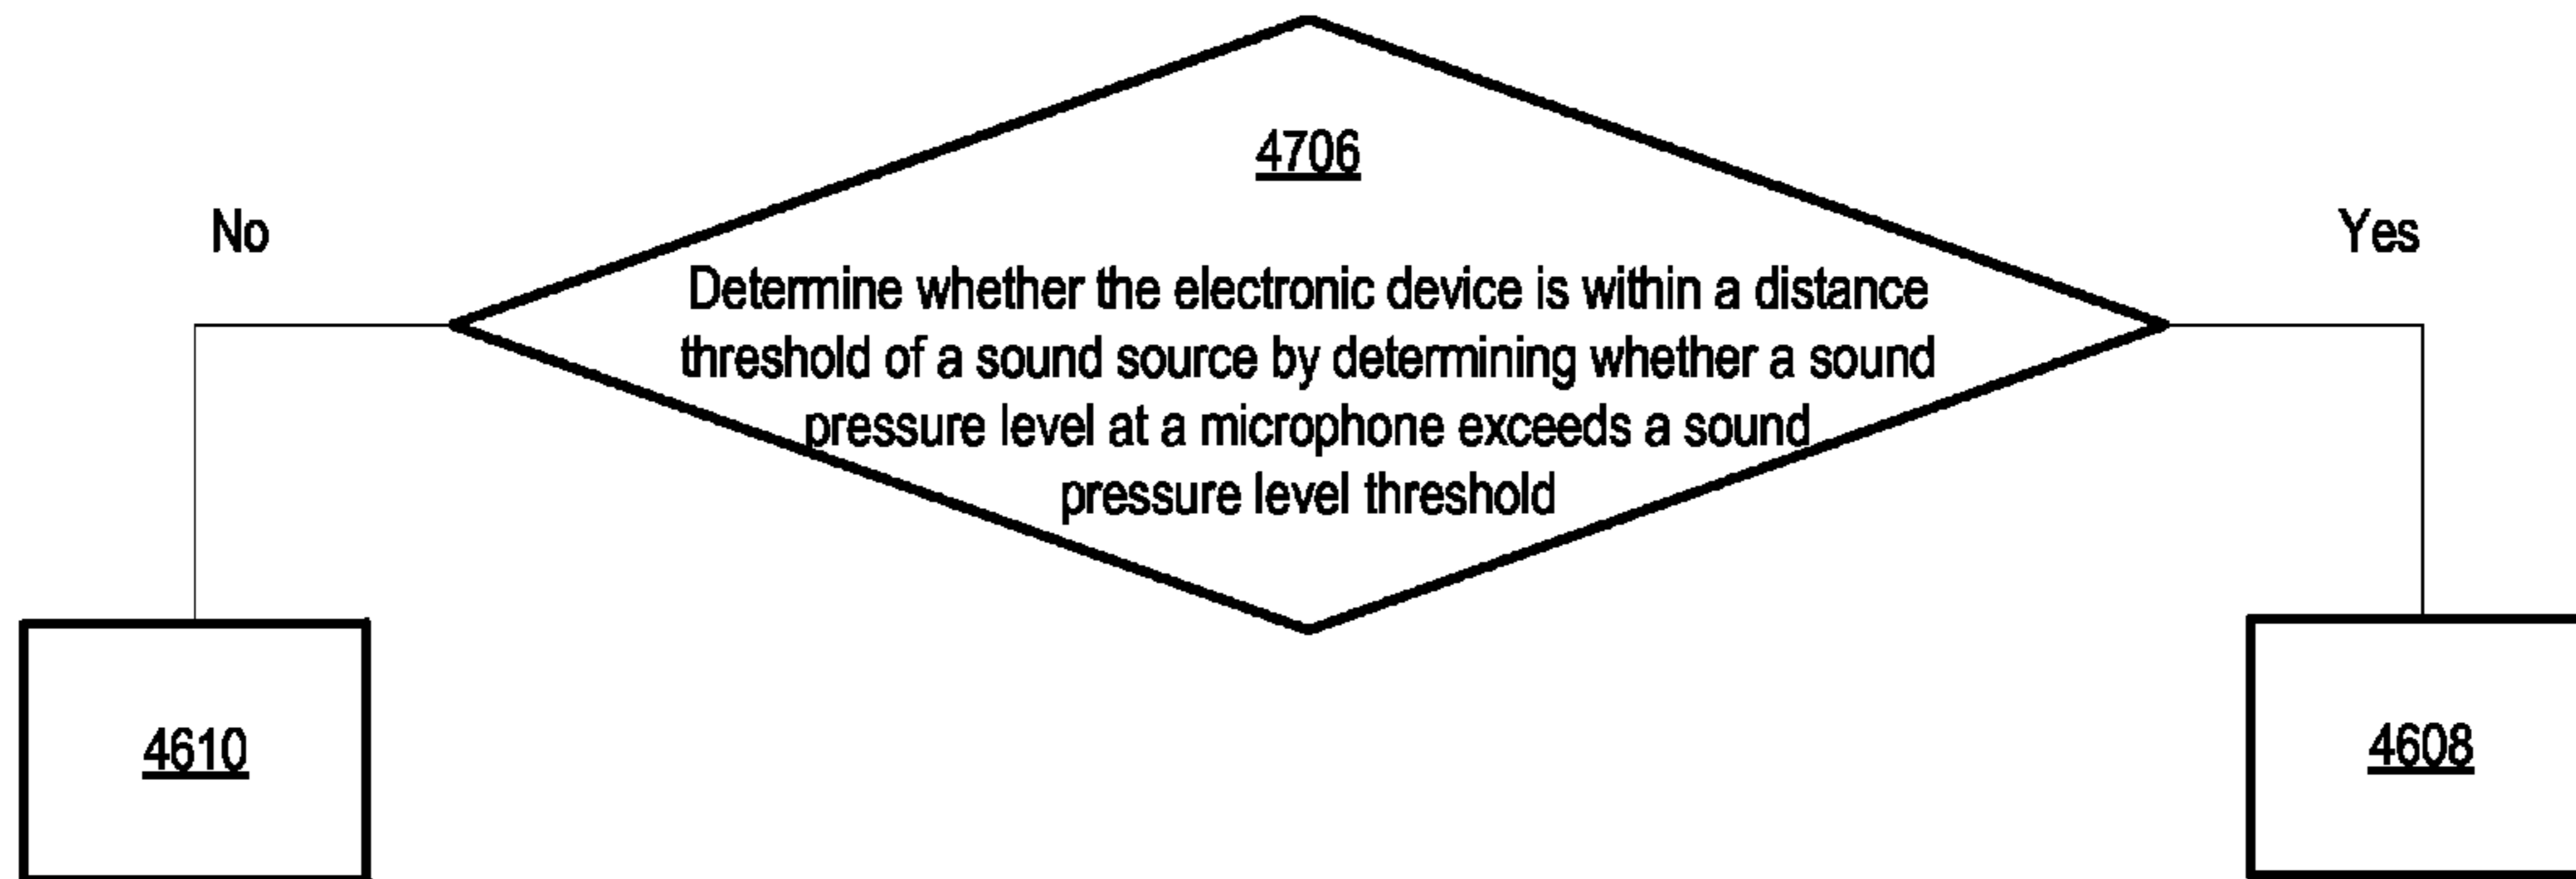 4706
No
Yes
Determine whether the electronic device is within a distance
threshold of a sound source by determining whether a sound
pressure level at a microphone exceeds a sound
pressure level threshold
4610
4608